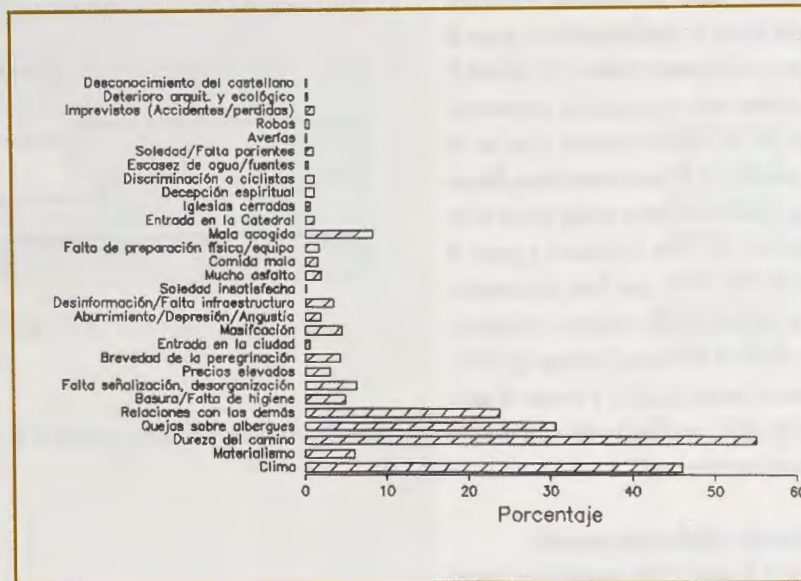 Desconocimiento del castellano
Deterioro arquit. y ecológico
Imprevistos (Accidentes/perdidas)
Robos
Averías
Soledad/Falta parientes
Escasez de agua/fuentes
Discriminación a ciclistas
Decepción espiritual
Iglesias cerradas
Entrada en la Catedral
Mala acogida
Falta de preparación física/equipo
Comida mala
Mucho asfalto
Soledad insatisfecha
Desinformación/Falta infraestructura
Aburrimiento/Depresión/Angustia
Masifcación
Entrada en la ciudad
Brevedad de la peregrinación
Precios elevados
Falta señalización, desorganización
Basura/Falta de higiene
Relaciones con los demás
Quejas sobre albergues
Dureza del camino
Materialismo
Clima
0 10 20 30 40 50 60
Porcentaje